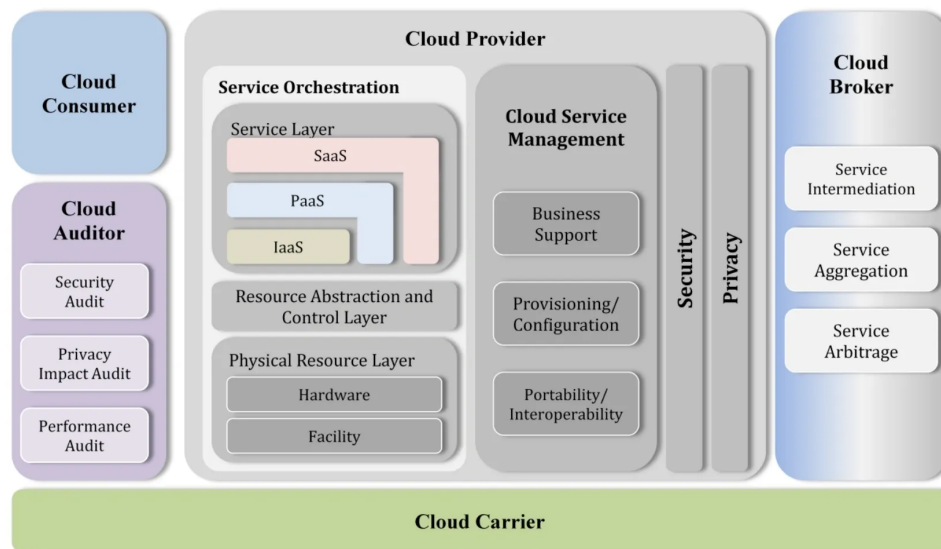 Cloud
Consumer
Cloud
Auditor
Security
Audit
Privacy
Impact Audit
Performance
Audit
Cloud Provider
Service Orchestration
Service Layer
SaaS
PaaS
IaaS
Resource Abstraction and
Control Layer
Physical Resource Layer
Hardware
Facility
Cloud Service
Management
Business
Support
Provisioning/
Configuration
Portability/
Interoperability
Security
Privacy
Cloud
Broker
Service
Intermediation
Service
Aggregation
Service
Arbitrage
Cloud Carrier